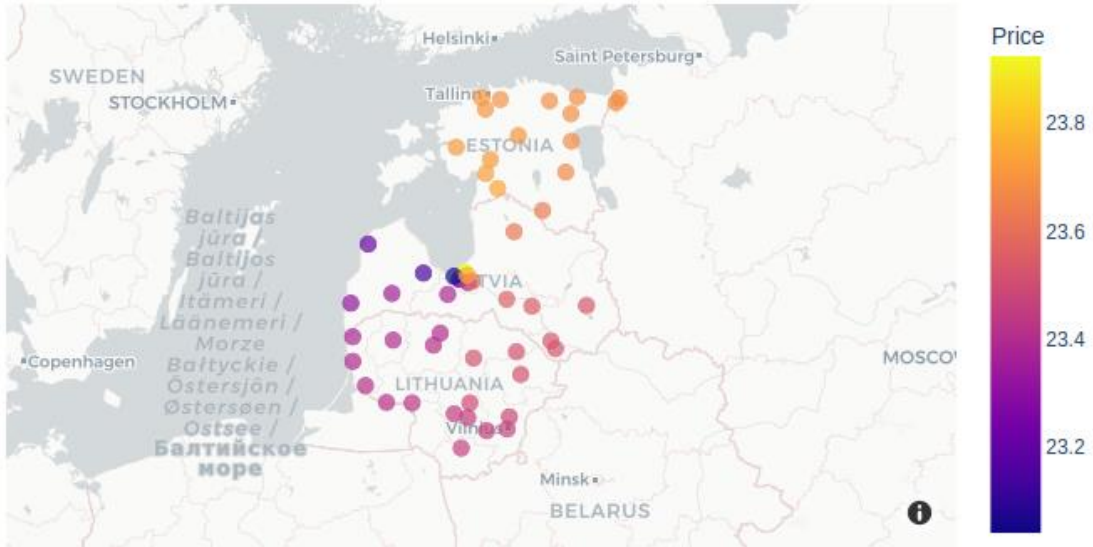 Helsinki
Saint Petersburg
SWEDEN
STOCKHOLM
Tallinn
ESTONIA
Baltijas
jūra /
Baltijos
jūra /
Itämeri /
Läänemeri /
Morze
Bałtyckie /
Östersjön /
Østersøen /
Ostsee /
Балтийское
море
TVIA
Copenhagen
MOSCOV
LITHUANIA
Vilnius
Minsk
BELARUS
i
Price
23.8
23.6
23.4
23.2